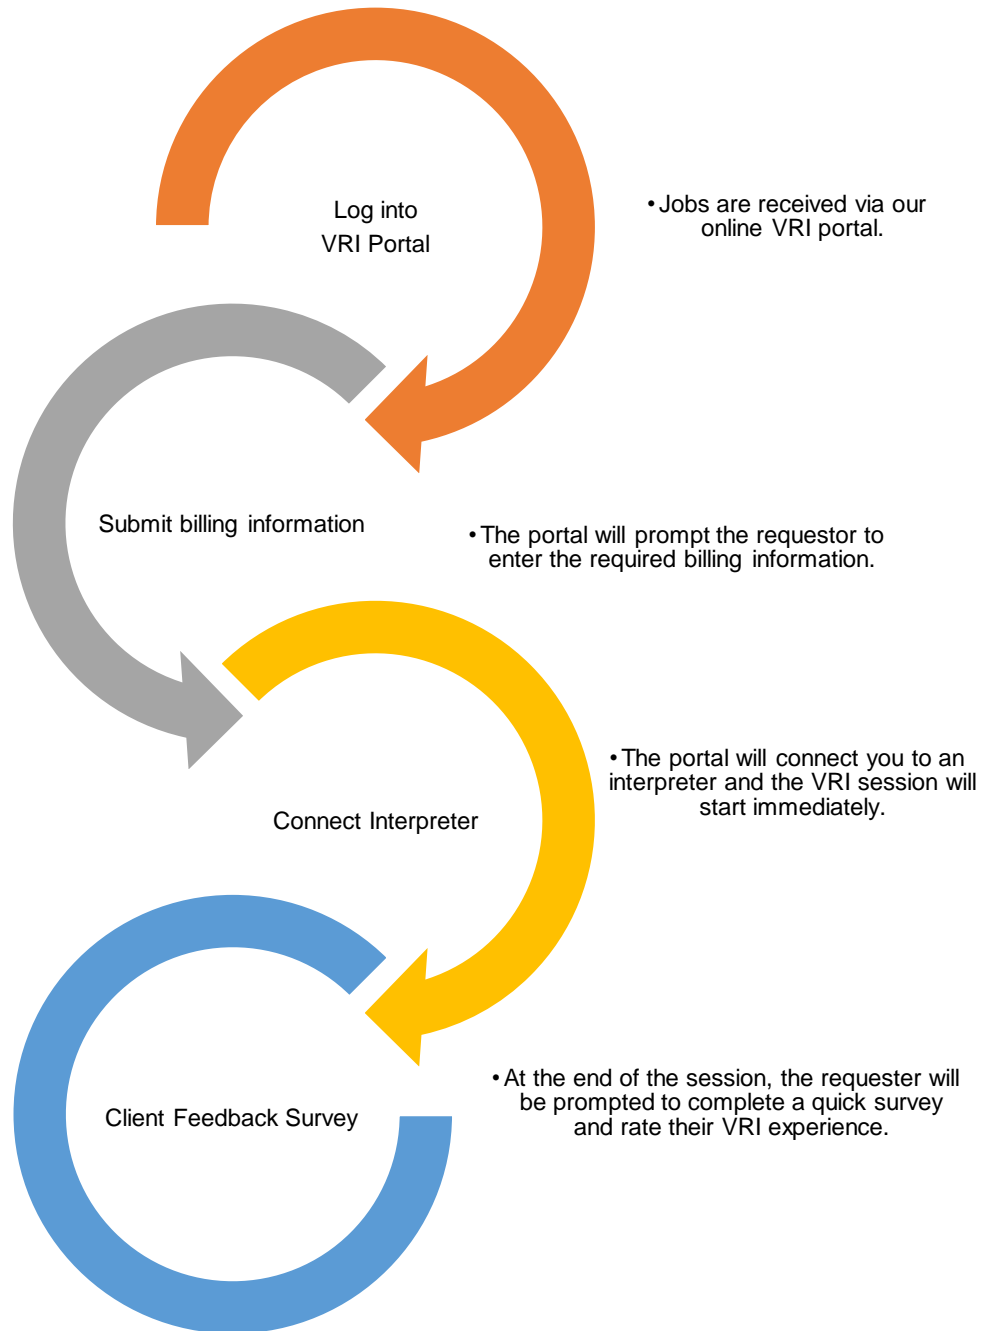 Log into
VRI Portal
• Jobs are received via our
online VRI portal.
Submit billing information
• The portal will prompt the requestor to
enter the required billing information.
• The portal will connect you to an
interpreter and the VRI session will
start immediately.
Connect Interpreter
• At the end of the session, the requester will
be prompted to complete a quick survey
and rate their VRI experience.
Client Feedback Survey